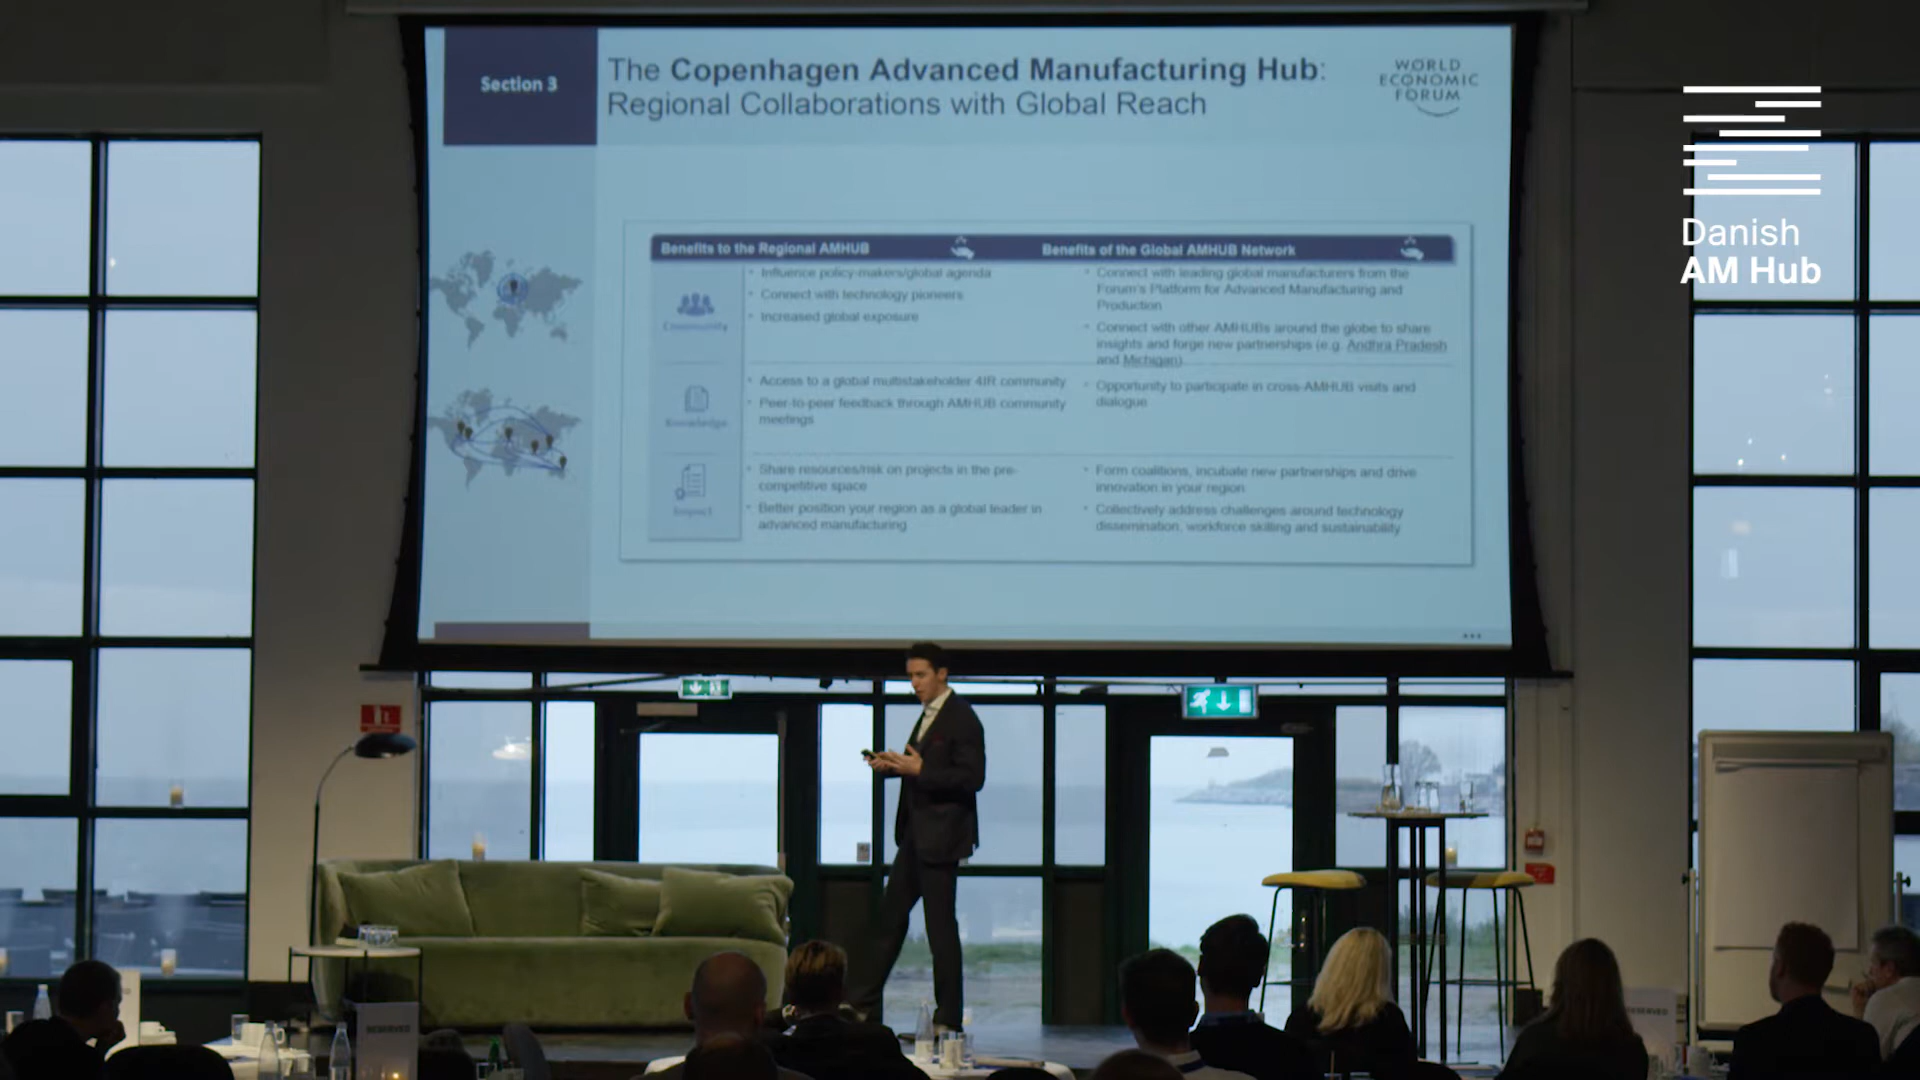 Section 3
The Copenhagen Advanced Manufacturing Hub:
Regional Collaborations with Global Reach
WORLD
ECONOMIC
FORUM
Danish
AM Hub
Benefits to the Regional AMHUB
Benefits of the Global AMHUB Network
Community
• Influence policy-makers/global agenda
• Connect with technology pioneers
• Increased global exposure
• Connect with leading global manufacturers from the
Forum's Platform for Advanced Manufacturing and
Production
• Connect with other AMHUBs around the globe to share
insights and forge new partnerships (e.g. Andhra Pradesh
and Michigan)
Knowledge
• Access to a global multistakeholder 4IR community
• Peer-to-peer feedback through AMHUB community
meetings
• Opportunity to participate in cross-AMHUB visits and
dialogue
Impact
• Share resources/risk on projects in the pre-
competitive space
• Better position your region as a global leader in
advanced manufacturing
• Form coalitions, incubate new partnerships and drive
innovation in your region
• Collectively address challenges around technology
dissemination, workforce skilling and sustainability
RESERVED
RESERVED